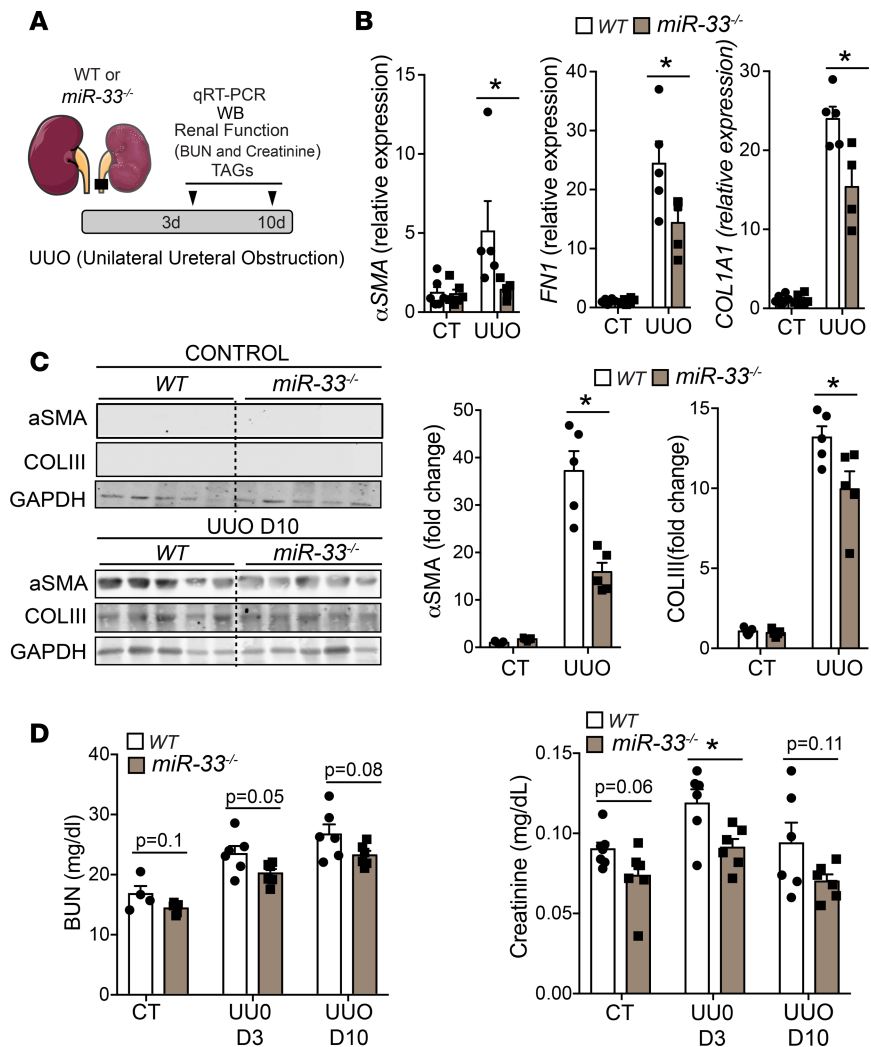 A
WT or
miR-33-/-
qRT-PCR
WB
Renal Function
(BUN and Creatinine)
TAGs
3d
10d
UUO (Unilateral Ureteral Obstruction)
B
WT
miR-33-/-
αSMA (relative expression)
15
10
5
0
*
CT
UUO
FN1 (relative expression)
40
30
20
10
0
*
CT
UUO
COL1A1 (relative expression)
30
20
10
0
*
CT
UUO
C
CONTROL
WT
miR-33-/-
aSMA
COLIII
GAPDH
UUO D10
WT
miR-33-/-
aSMA
COLIII
GAPDH
WT
miR-33-/-
αSMA (fold change)
50
40
30
20
10
0
*
CT
UUO
COLIII(fold change)
15
10
5
0
*
CT
UUO
D
WT
miR-33-/-
BUN (mg/dl)
40
30
20
10
0
p=0.1
p=0.05
p=0.08
CT
UU0
D3
UUO
D10
WT
miR-33-/-
Creatinine (mg/dL)
0.15
0.10
0.05
0.00
p=0.06
*
p=0.11
CT
UU0
D3
UUO
D10